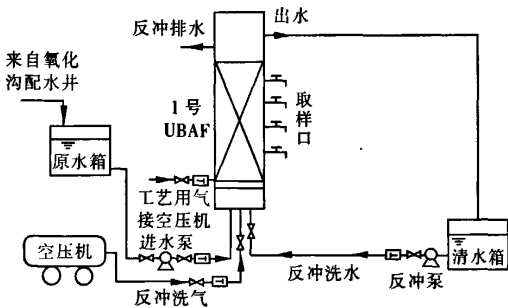 反冲排水
出水
来自氧化
沟配水井
1号
UBAF
取样口
原水箱
工艺用气
接空压机
进水泵
空压机
反冲洗气
反冲洗水
反冲泵
清水箱